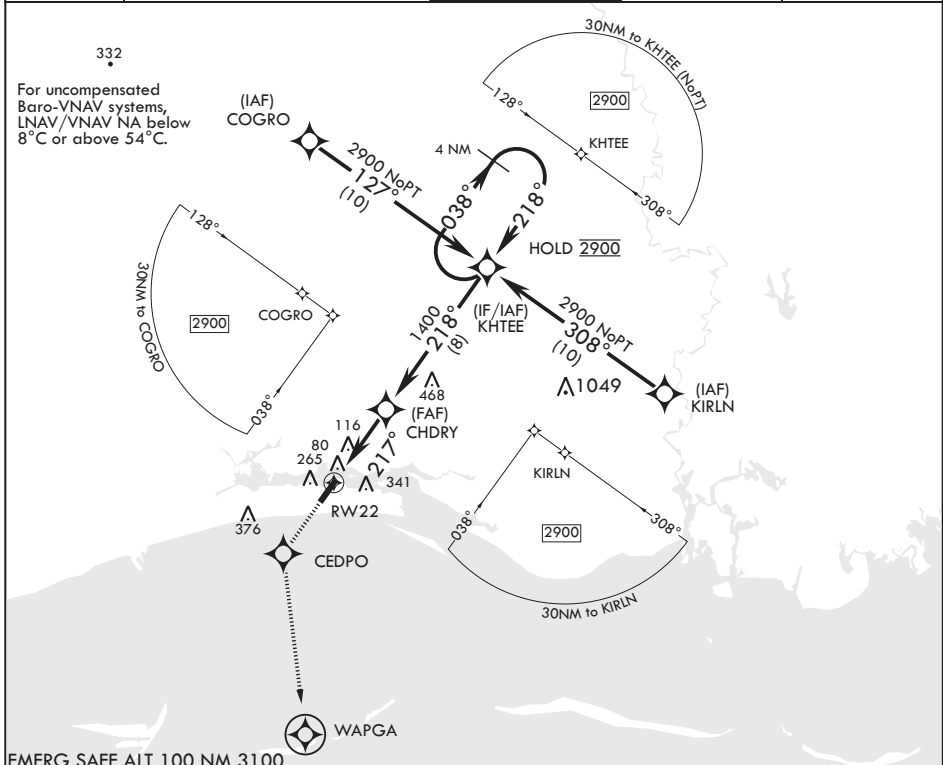 332
For uncompensated
Baro-VNAV systems,
LNAV/VNAV NA below
8°C or above 54°C.
(IAF)
COGRO
2900 NoPT
127°
(10)
4 NM
038°
218°
HOLD 2900
(IF/IAF)
KHTEE
30NM to KHTEE (NoPT)
2900
128°
KHTEE
308°
128°
30NM to COGRO
2900
COGRO
038°
1400
218°
(8)
2900 NoPT
308°
(10)
(IAF)
KIRLN
1049
468
(FAF)
CHDRY
116
80
265
217°
341
RW22
376
CEDPO
KIRLN
038°
2900
308°
30NM to KIRLN
WAPGA
EMERG SAFE ALT 100 NM 3100